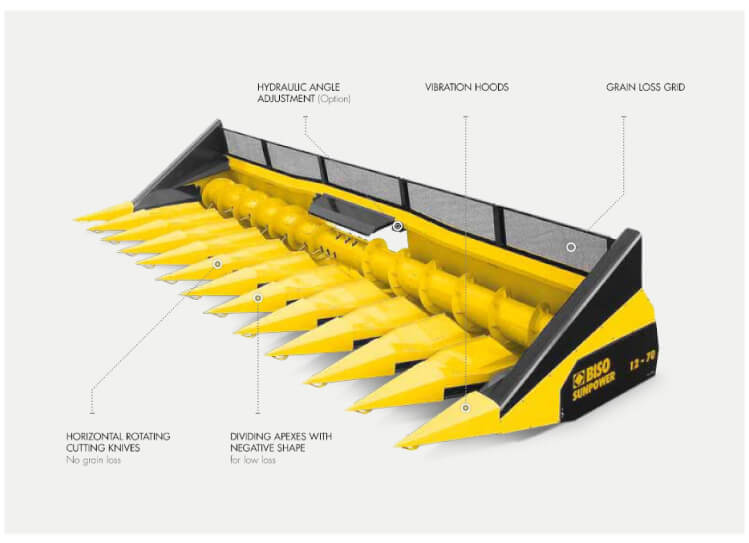 HYDRAULIC ANGLE
ADJUSTMENT (Option)
VIBRATION HOODS
GRAIN LOSS GRID
BISO
SUNPOWER
12 - 70
HORIZONTAL ROTATING
CUTTING KNIVES
No grain loss
DIVIDING APEXES WITH
NEGATIVE SHAPE
for low loss